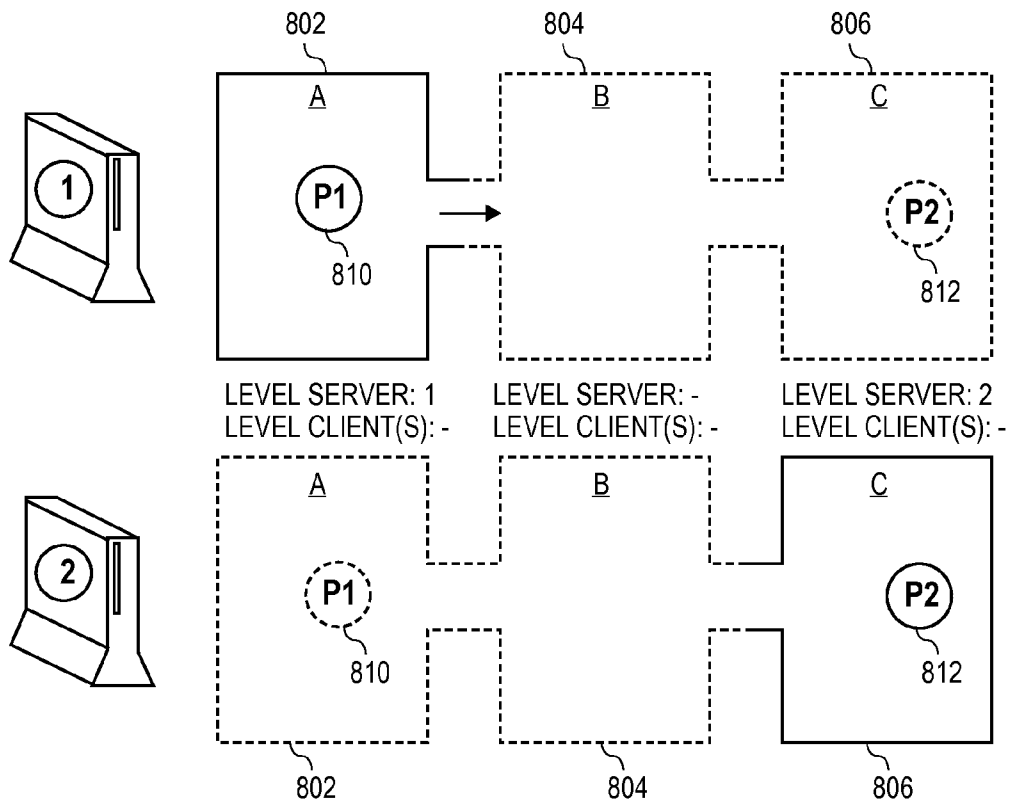 802 804 806
A B C
1 P1 P2
810 812
LEVEL SERVER: 1 LEVEL SERVER: - LEVEL SERVER: 2
LEVEL CLIENT(S): - LEVEL CLIENT(S): - LEVEL CLIENT(S): -
A B C
2 P1 P2
810 812
802 804 806